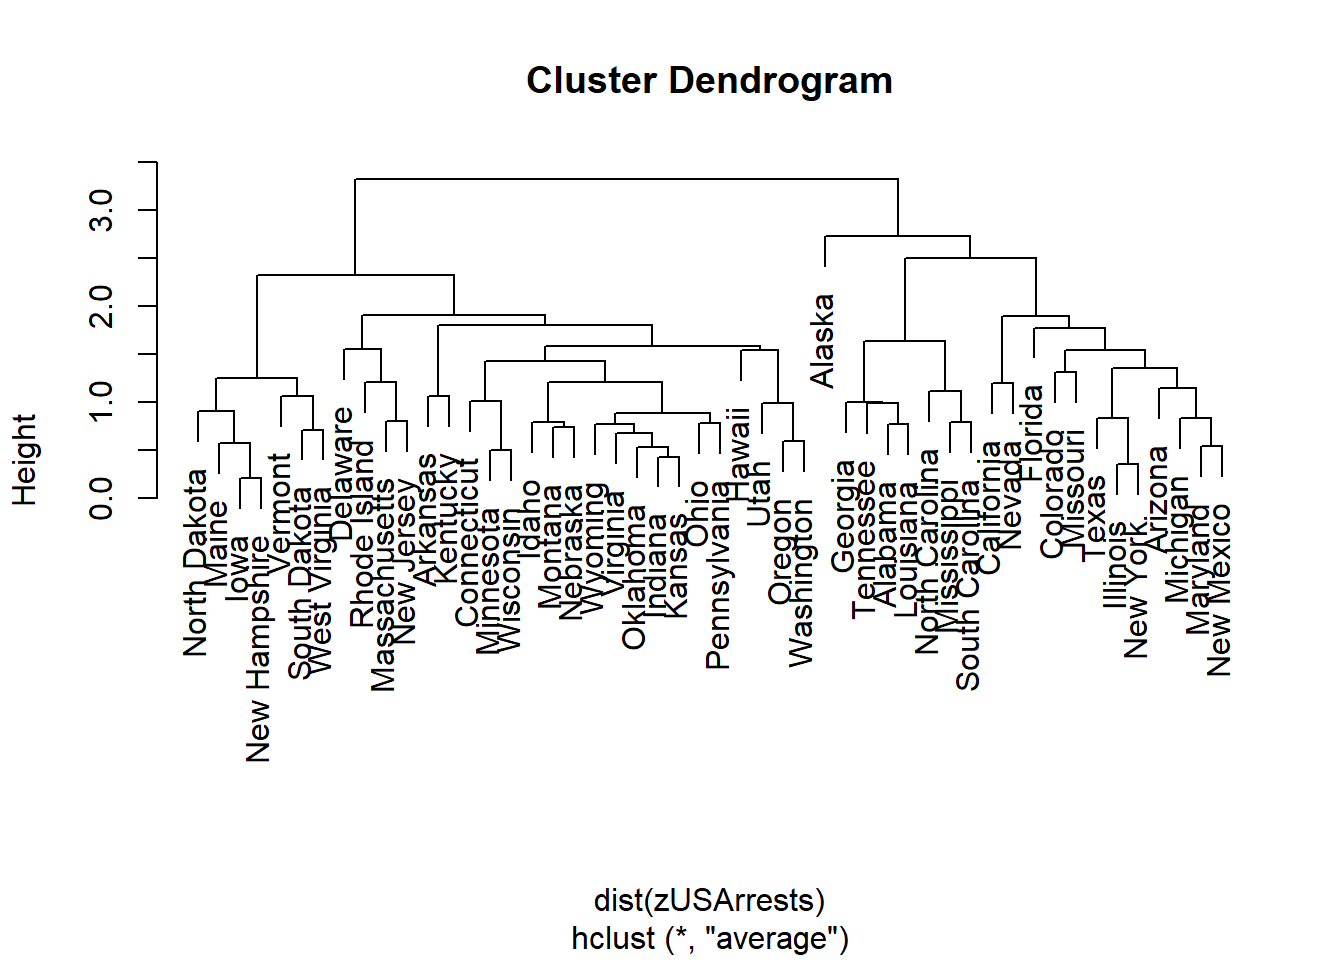 Cluster Dendrogram
Height
0.0
1.0
2.0
3.0
North Dakota
Maine
Iowa
New Hampshire
Vermont
South Dakota
West Virginia
Delaware
Rhode Island
Massachusetts
New Jersey
Arkansas
Kentucky
Connecticut
Minnesota
Wisconsin
Idaho
Montana
Nebraska
Wyoming
Virginia
Oklahoma
Indiana
Kansas
Ohio
Pennsylvania
Hawaii
Utah
Oregon
Washington
Alaska
Georgia
Tennessee
Alabama
Louisiana
North Carolina
Mississippi
South Carolina
California
Nevada
Florida
Colorado
Missouri
Texas
Illinois
New York
Arizona
Michigan
Maryland
New Mexico
dist(zUSArrests)
hclust (*, "average")